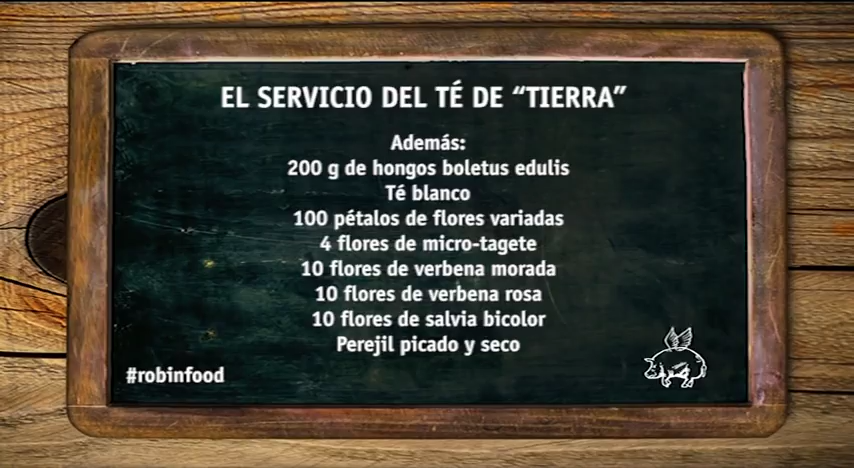 EL SERVICIO DEL TÉ DE “TIERRA”
Además:
200 g de hongos boletus edulis
Té blanco
100 pétalos de flores variadas
4 flores de micro-tagete
10 flores de verbena morada
10 flores de verbena rosa
10 flores de salvia bicolor
Perejil picado y seco
#robinfood